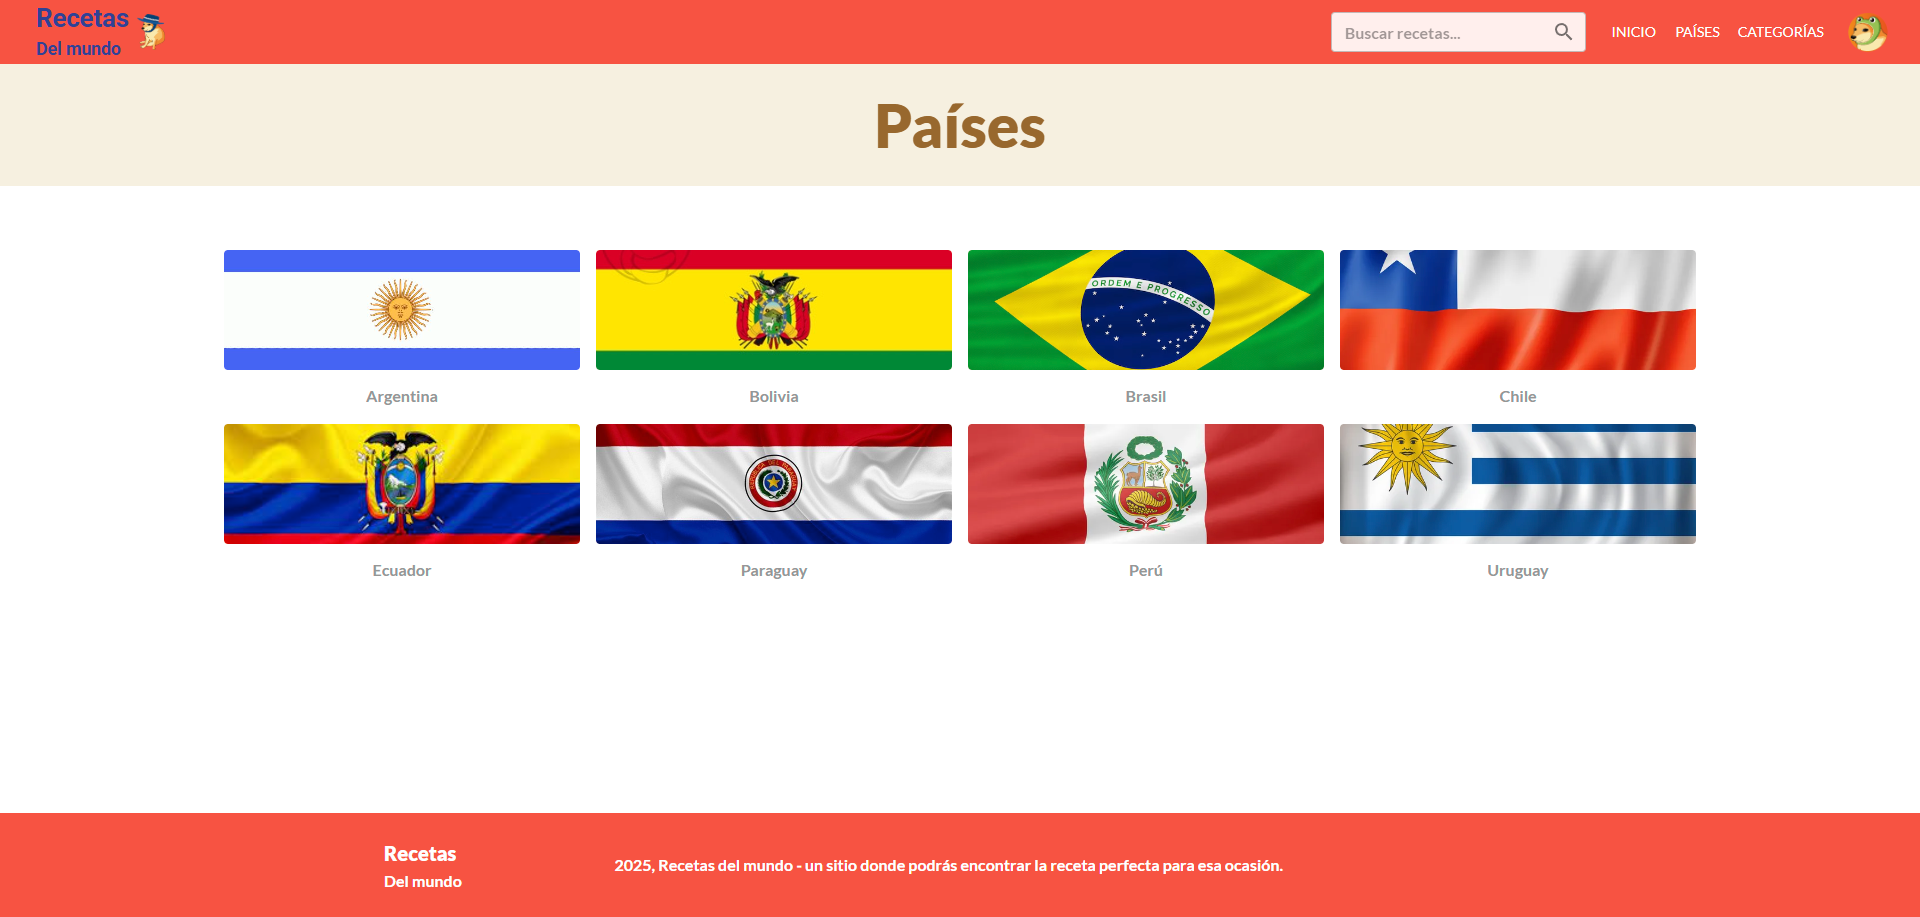 Recetas
Del mundo
Buscar recetas...
INICIO
PAÍSES
CATEGORÍAS
Países
ORDEM E PROGRESSO
Argentina
Bolivia
Brasil
Chile
Ecuador
Paraguay
Perú
Uruguay
Recetas
Del mundo
2025, Recetas del mundo - un sitio donde podrás encontrar la receta perfecta para esa ocasión.